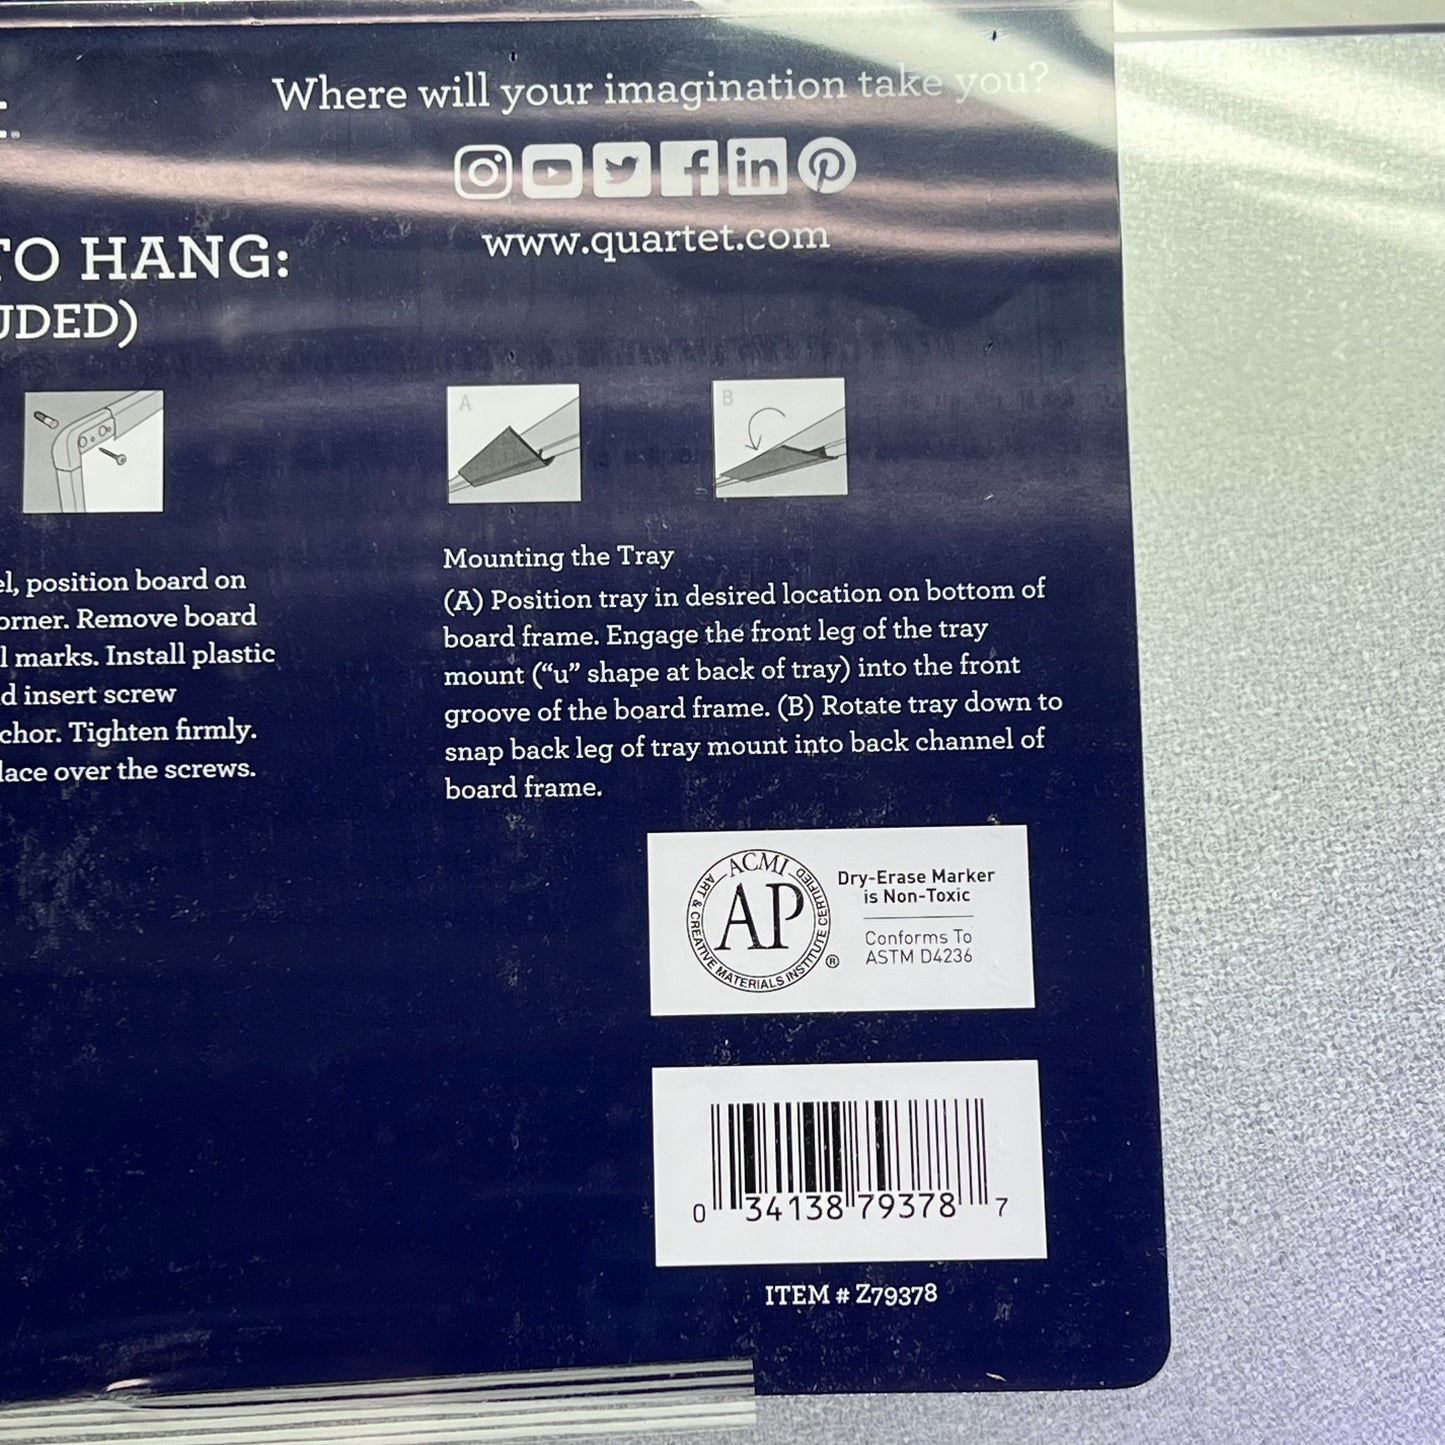 Where will your imagination take you?
in
www.quartet.com
TO HANG:
UDED)
A
B
position board on
Remove board
marks. Install plastic
insert screw
Tighten firmly.
over the screws.
Mounting the Tray
(A) Position tray in desired location on bottom of
board frame. Engage the front leg of the tray
mount (“u” shape at back of tray) into the front
groove of the board frame. (B) Rotate tray down to
snap back leg of tray mount into back channel of
board frame.
ACMI
AP
ART & CREATIVE MATERIALS INSTITUTE CERTIFIED
®
Dry-Erase Marker
is Non-Toxic
Conforms To
ASTM D4236
0 34138 79378 7
ITEM # Z79378